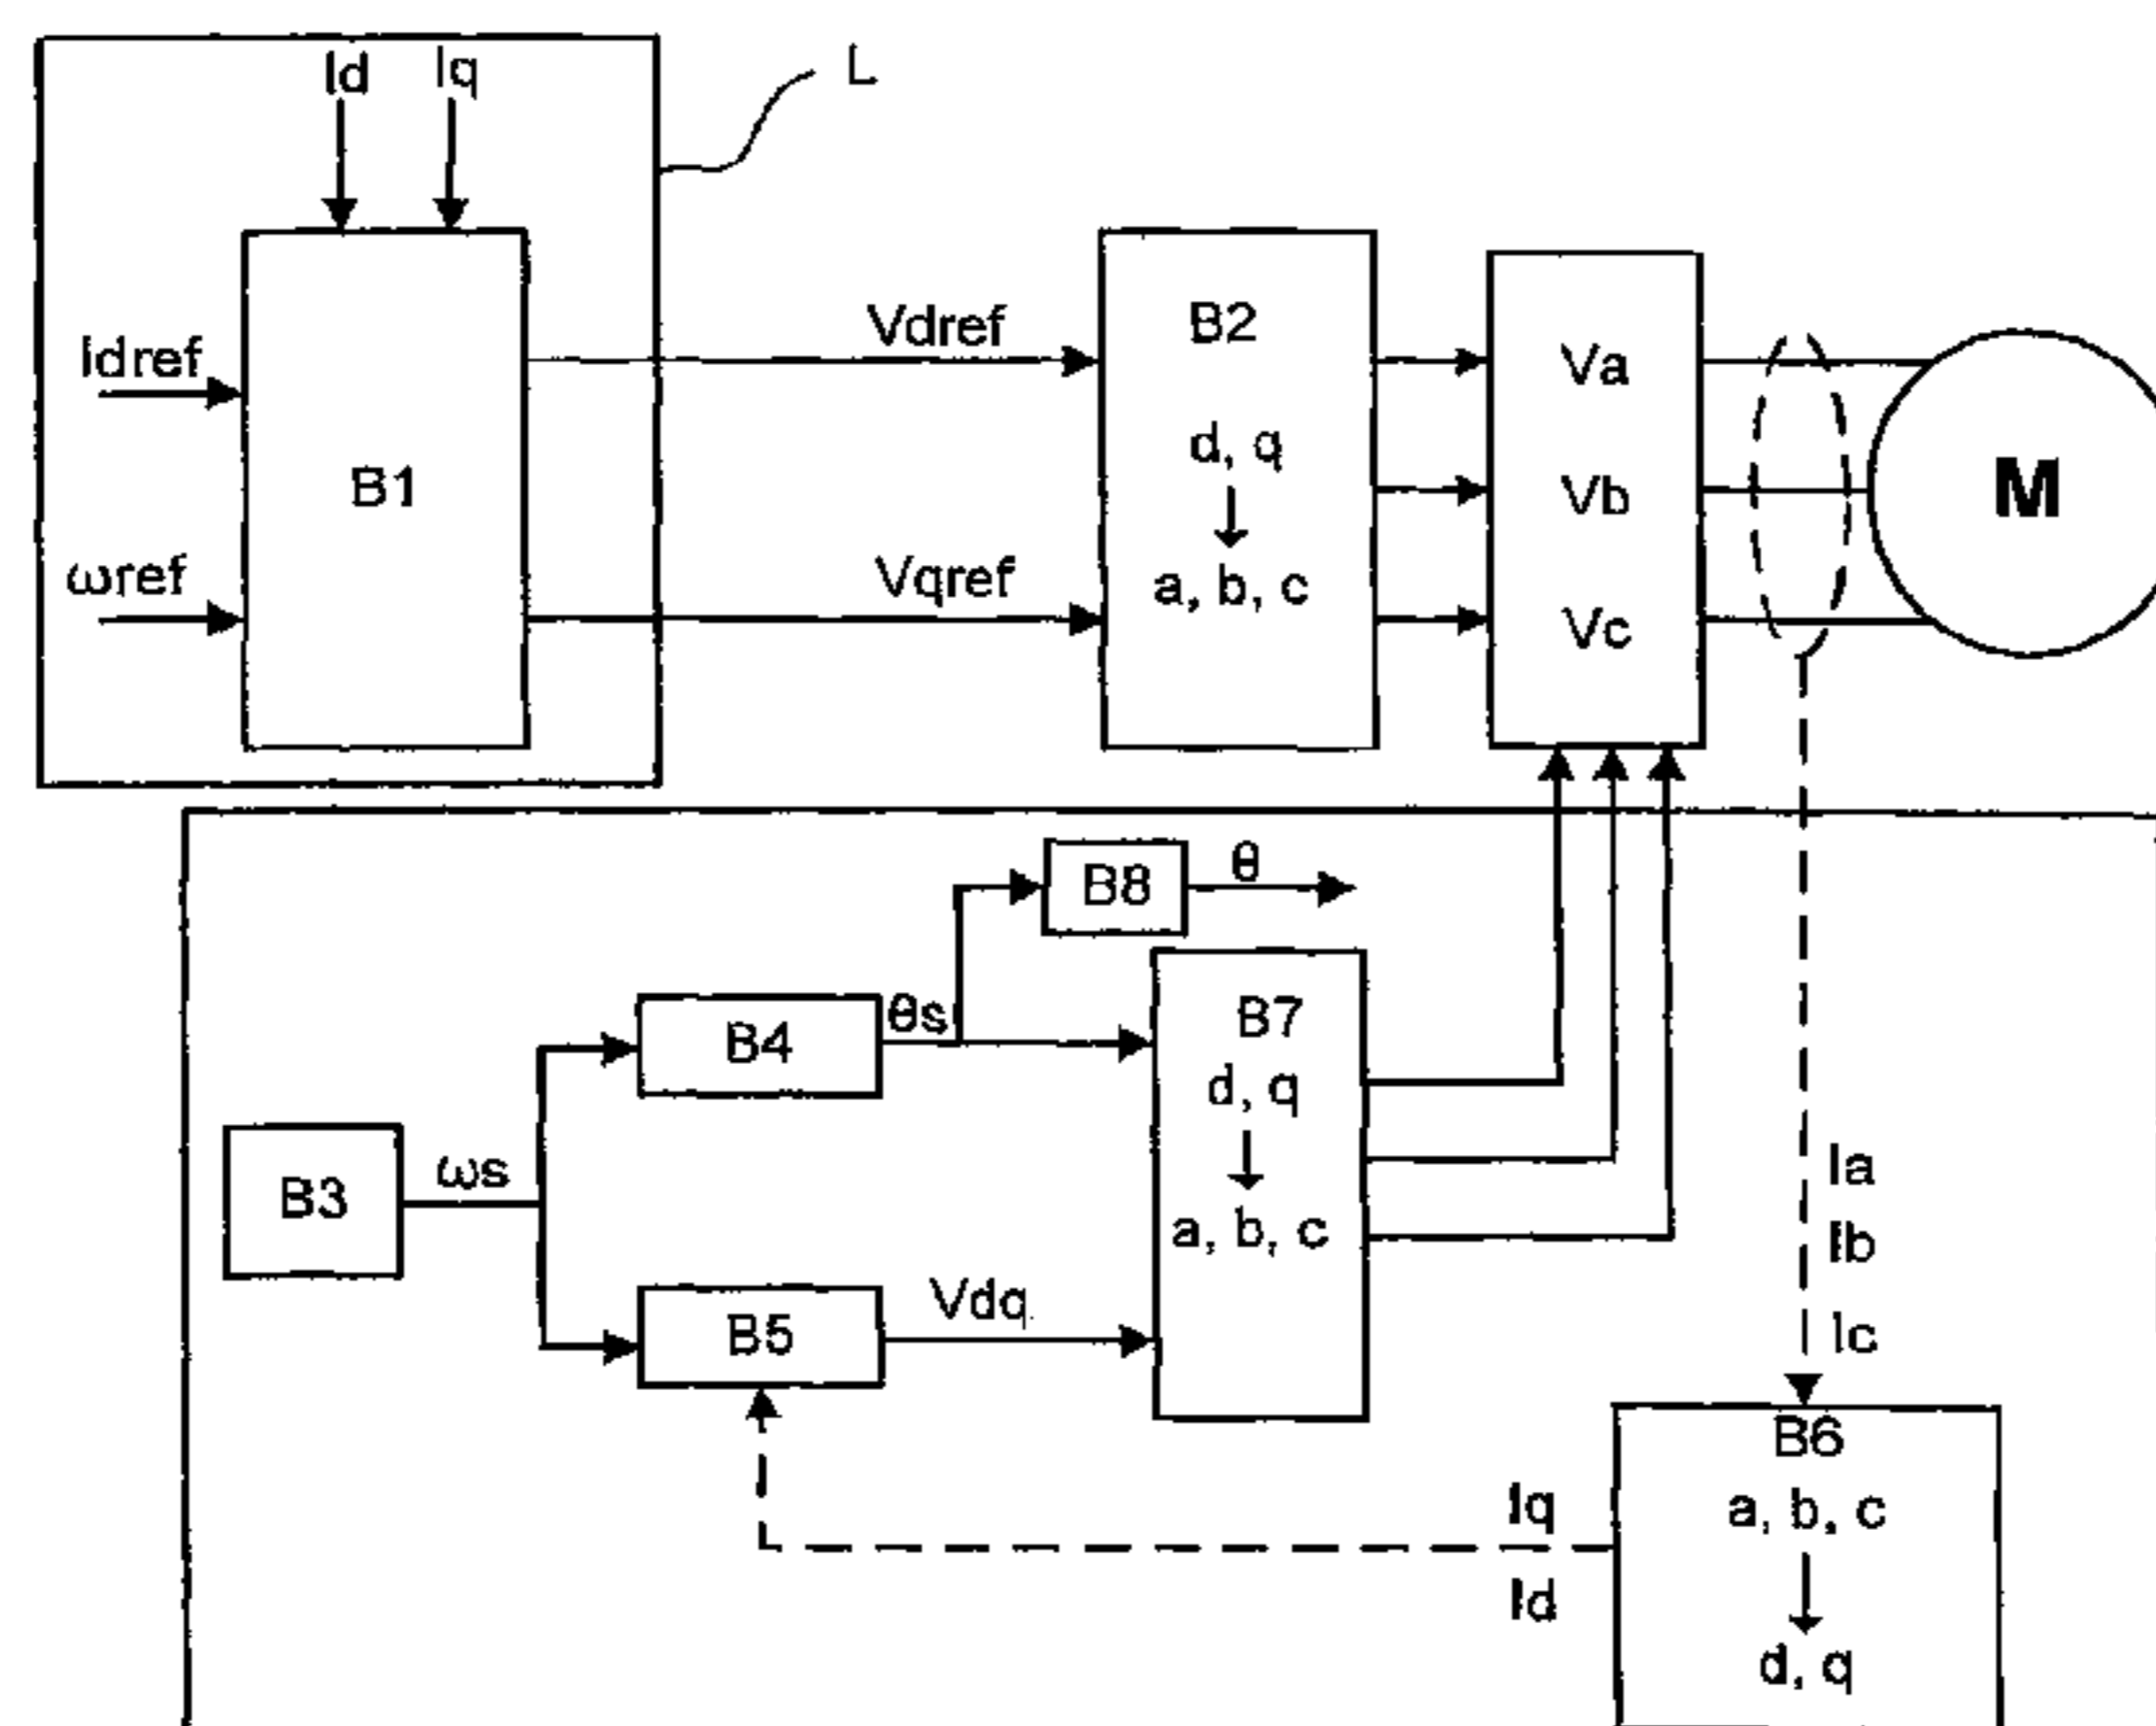 Id
Iq
L
Idref
ωref
B1
Vdref
Vqref
B2
d, q
a, b, c
Va
Vb
Vc
M
B8
θ
B4
θs
B7
d, q
a, b, c
B3
ωs
B5
Vdq
Ia
Ib
Ic
Iq
Id
B6
a, b, c
d, q